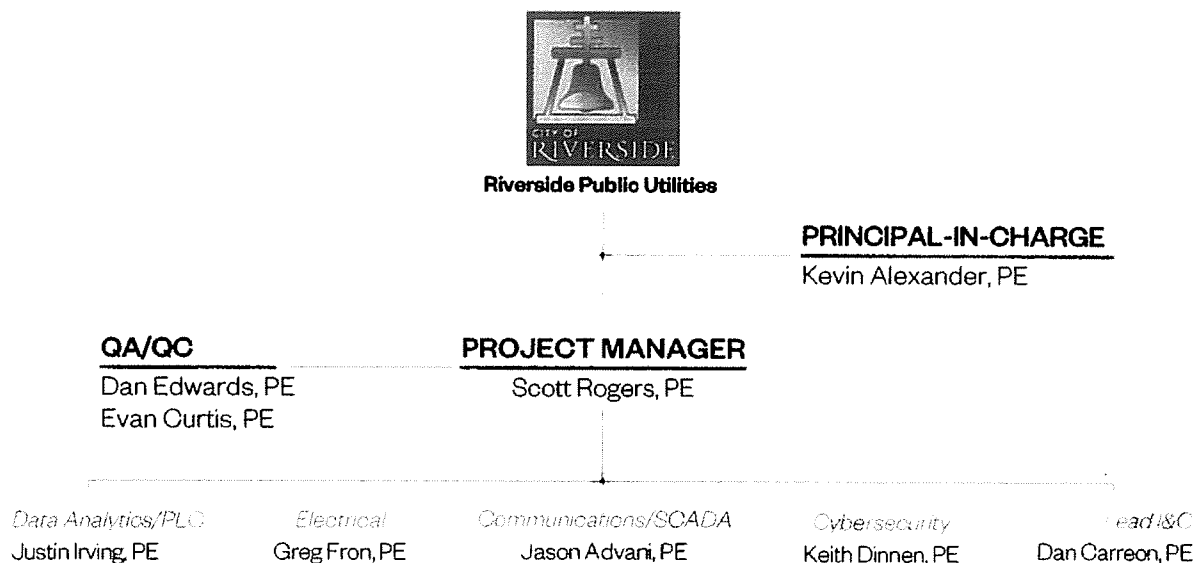 CITY OF
RIVERSIDE
Riverside Public Utilities
PRINCIPAL-IN-CHARGE
Kevin Alexander, PE
QA/QC
Dan Edwards, PE
Evan Curtis, PE
PROJECT MANAGER
Scott Rogers, PE
Data Analytics/PLC
Justin Irving, PE
Electrical
Greg Fron, PE
Communications/SCADA
Jason Advani, PE
Cybersecurity
Keith Dinnen, PE
Lead I&C
Dan Carreon, PE